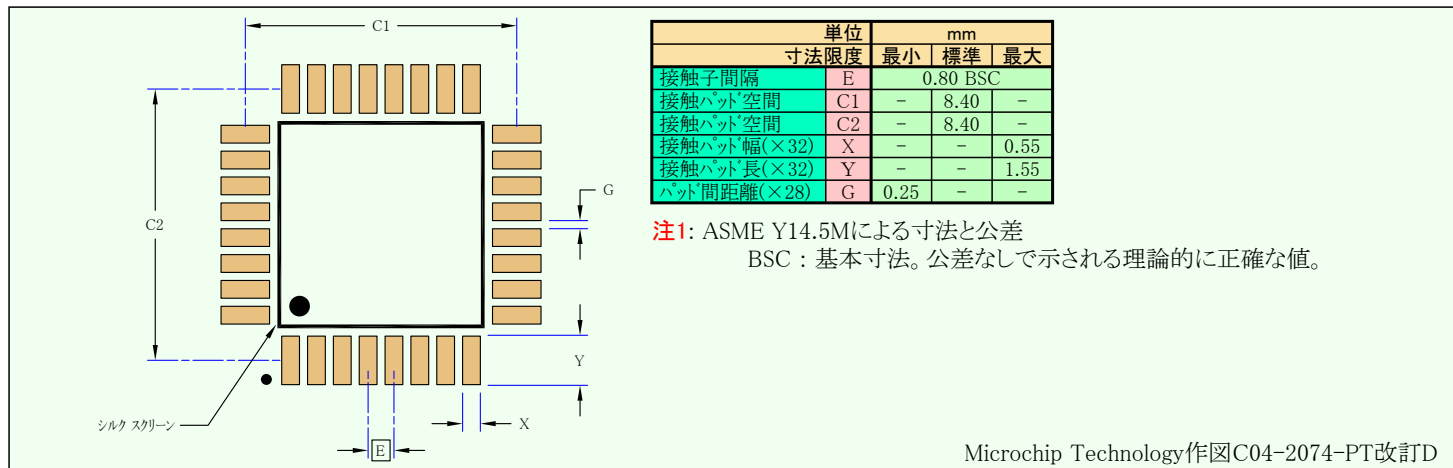 C1
C2
G
Y
X
E
シルク スクリーン
単位 mm
寸法限度 最小 標準 最大
接触子間隔 E 0.80 BSC
接触パッド空間 C1 - 8.40 -
接触パッド空間 C2 - 8.40 -
接触パッド幅(×32) X - - 0.55
接触パッド長(×32) Y - - 1.55
パッド間距離(×28) G 0.25 - -
注1: ASME Y14.5Mによる寸法と公差
BSC : 基本寸法。公差なしで示される理論的に正確な値。
Microchip Technology作図C04-2074-PT改訂D